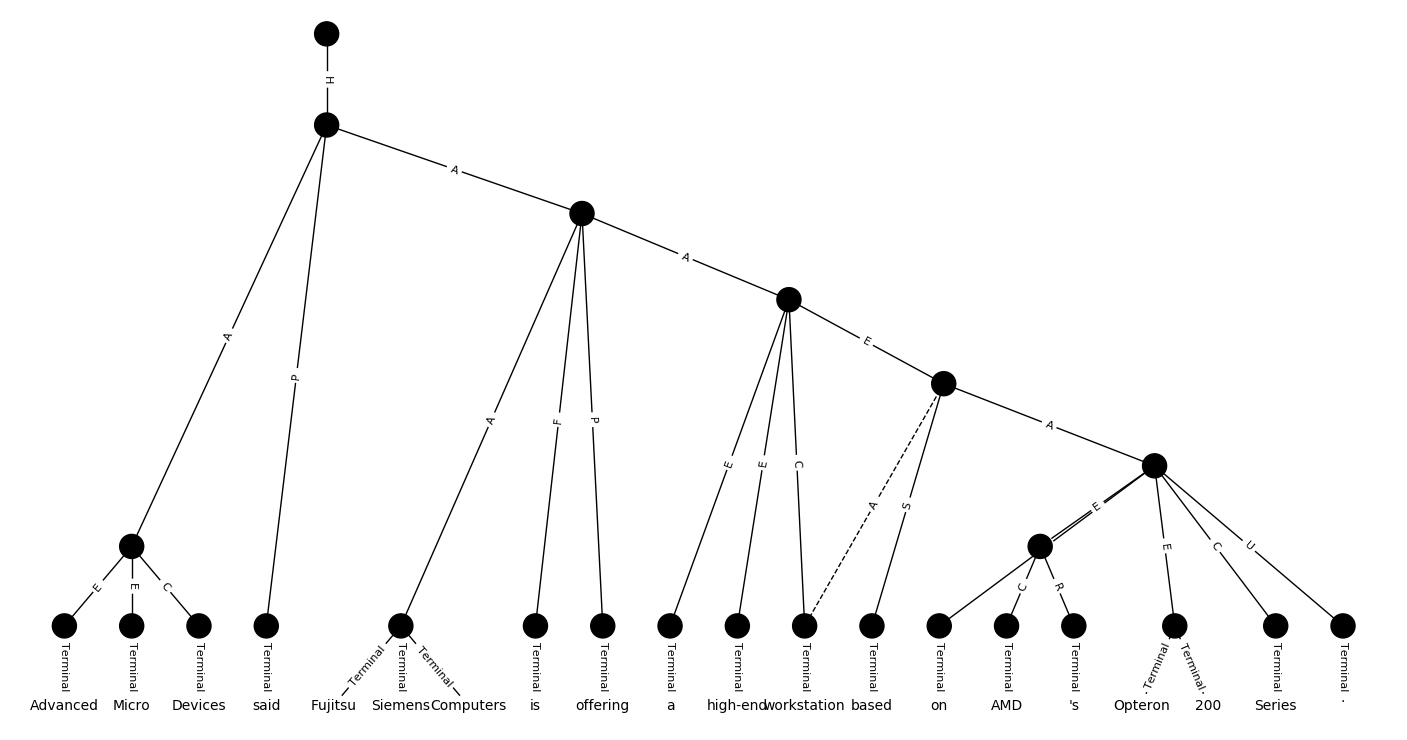 H
A
A
A
E
A
P
A
F
P
E
E
C
A
S
E
E
C
U
E
E
C
C
R
Terminal Terminal Terminal Terminal Terminal Terminal Terminal Terminal Terminal Terminal Terminal Terminal Terminal Terminal Terminal Terminal Terminal Terminal Terminal Terminal
Advanced Micro Devices said Fujitsu Siemens Computers is offering a high-end workstation based on AMD 's Opteron 200 Series .